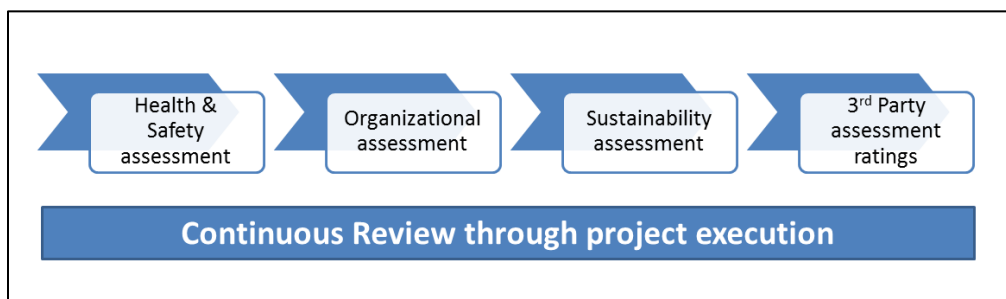 Health &
Safety
assessment
Organizational
assessment
Sustainability
assessment
3rd Party
assessment
ratings
Continuous Review through project execution